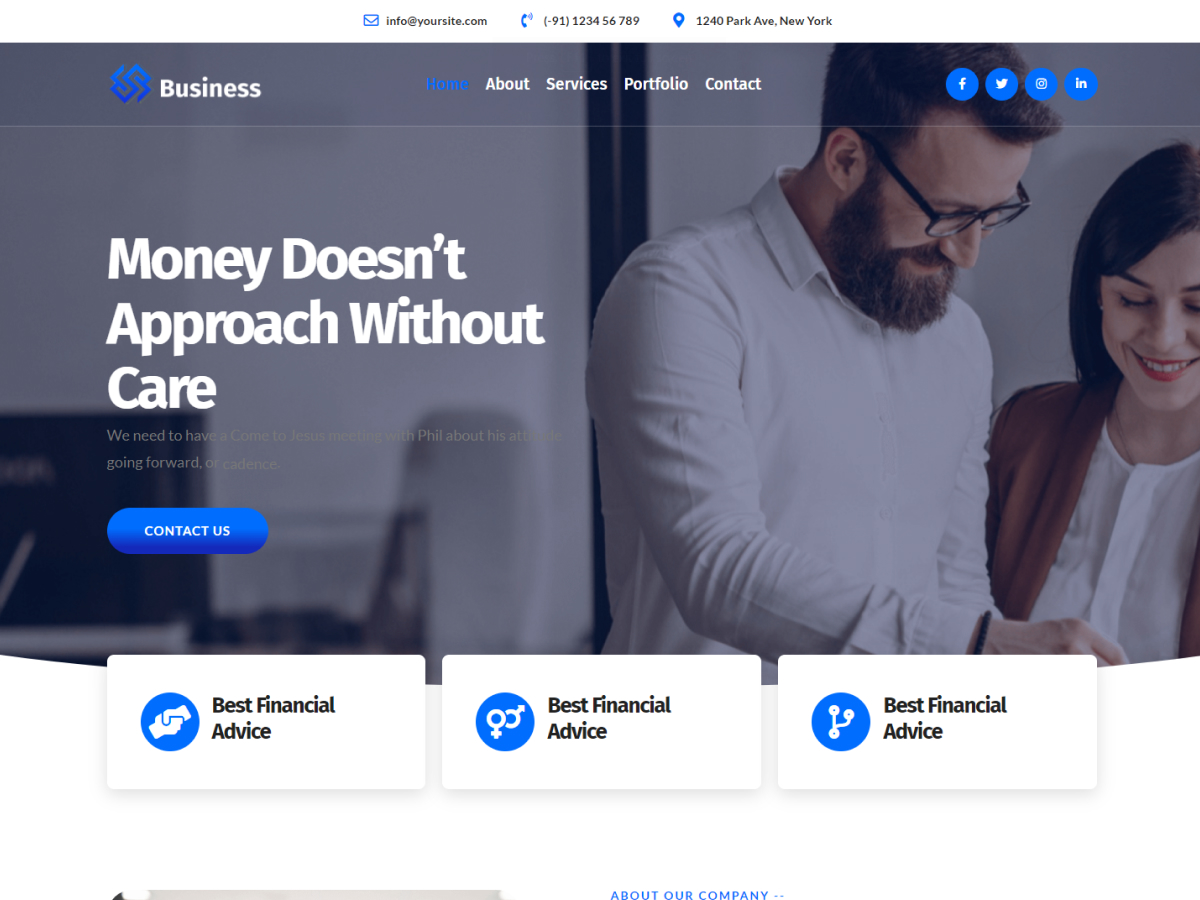 info@yoursite.com
(-91) 1234 56 789
1240 Park Ave, New York
Business
Home
About
Services
Portfolio
Contact
Money Doesn’t
Approach Without
Care
We need to have a Come to Jesus meeting with Phil about his attitude
going forward, or cadence.
CONTACT US
Best Financial
Advice
Best Financial
Advice
Best Financial
Advice
ABOUT OUR COMPANY --